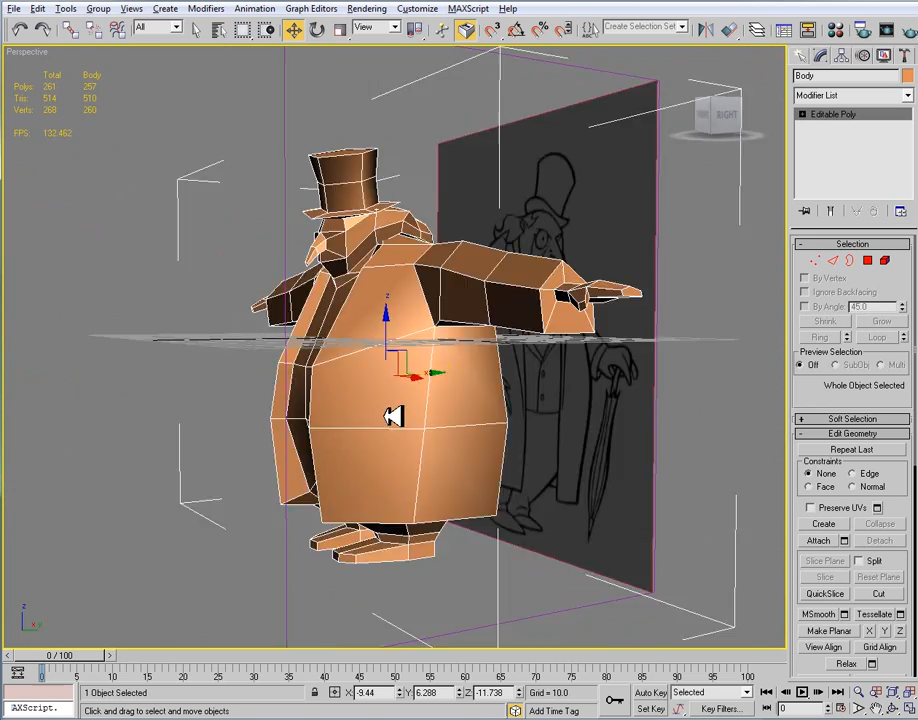 File Edit Tools Group Views Create Modifiers Animation Graph Editors Rendering Customize MAXScript Help
All View 3 Create Selection Set
Perspective
Total Body
Polys: 261 257
Tris: 514 510
Verts: 268 260
FPS: 132.462
RIGHT
Body
Modifier List
Editable Poly
- Selection
By Vertex
Ignore Backfacing
By Angle: 45.0
Shrink Grow
Ring Loop
Preview Selection
Off SubObj Multi
Whole Object Selected
+ Soft Selection
- Edit Geometry
Repeat Last
Constraints
None Edge
Face Normal
Preserve UVs
Create Collapse
Attach Detach
Slice Plane Split
Slice Reset Plane
QuickSlice Cut
MSmooth Tessellate
Make Planar X Y Z
View Align Grid Align
Relax
z
x y
< 0 / 100 >
0 5 10 15 20 25 30 35 40 45 50 55 60 65 70 75 80 85 90 95 100
1 Object Selected X: -9.44 Y: 6.288 Z: -11.738 Grid = 10.0 Auto Key Selected
AXScript. Click and drag to select and move objects Add Time Tag Set Key Key Filters... 0